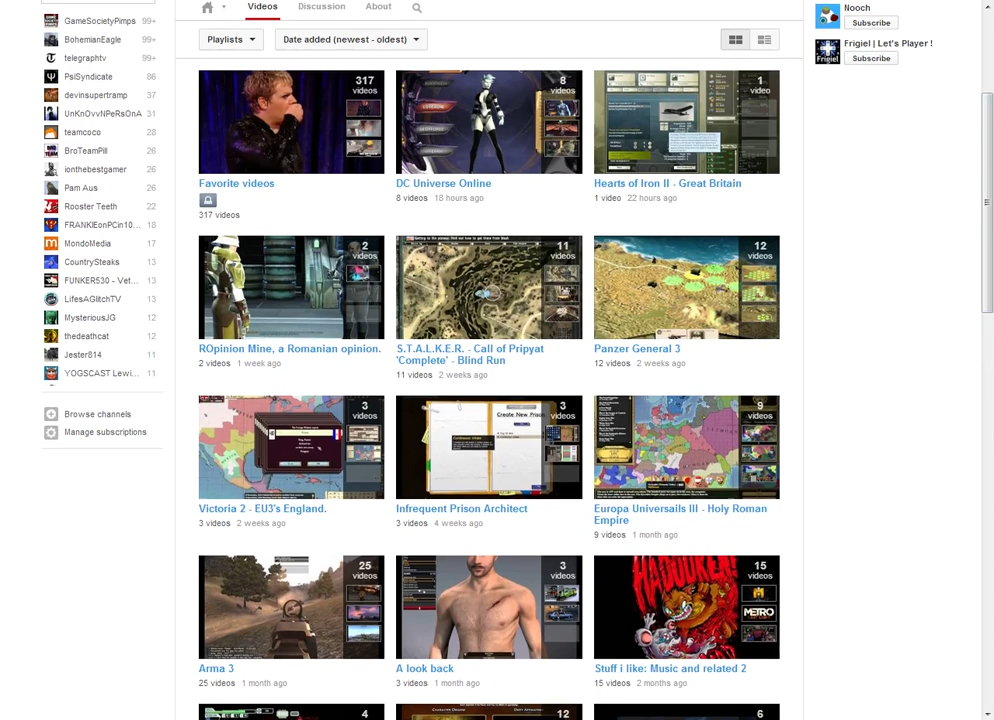 Videos Discussion About
Playlists Date added (newest - oldest)
GameSocietyPimps 99+
BohemianEagle 99+
telegraphtv 99+
PsiSyndicate 86
devinsupertramp 37
UnKnOvvNPeRsOnA 31
teamcoco 28
BroTeamPill 26
ionthebestgamer 26
Pam Aus 26
Rooster Teeth 22
FRANKIEonPCin10... 18
MondoMedia 17
CountrySteaks 13
FUNKER530 - Vet... 13
LifesAGlitchTV 13
MysteriousJG 12
thedeathcat 12
Jester814 11
YOGSCAST Lewi... 11
Browse channels
Manage subscriptions
317
videos
Favorite videos
317 videos
8
videos
DC Universe Online
8 videos 18 hours ago
1
video
Hearts of Iron II - Great Britain
1 video 22 hours ago
2
videos
ROpinion Mine, a Romanian opinion.
2 videos 1 week ago
11
videos
S.T.A.L.K.E.R. - Call of Pripyat
'Complete' - Blind Run
11 videos 2 weeks ago
12
videos
Panzer General 3
12 videos 2 weeks ago
3
videos
Victoria 2 - EU3's England.
3 videos 2 weeks ago
Create New Prison
3
videos
Infrequent Prison Architect
3 videos 4 weeks ago
9
videos
Europa Universails III - Holy Roman
Empire
9 videos 1 month ago
25
videos
Arma 3
25 videos 1 month ago
3
videos
A look back
3 videos 1 month ago
HADOUKEN!
15
videos
METRO
Stuff i like: Music and related 2
15 videos 2 months ago
4
12
6
Nooch
Subscribe
Frigiel
Frigiel | Let's Player !
Subscribe